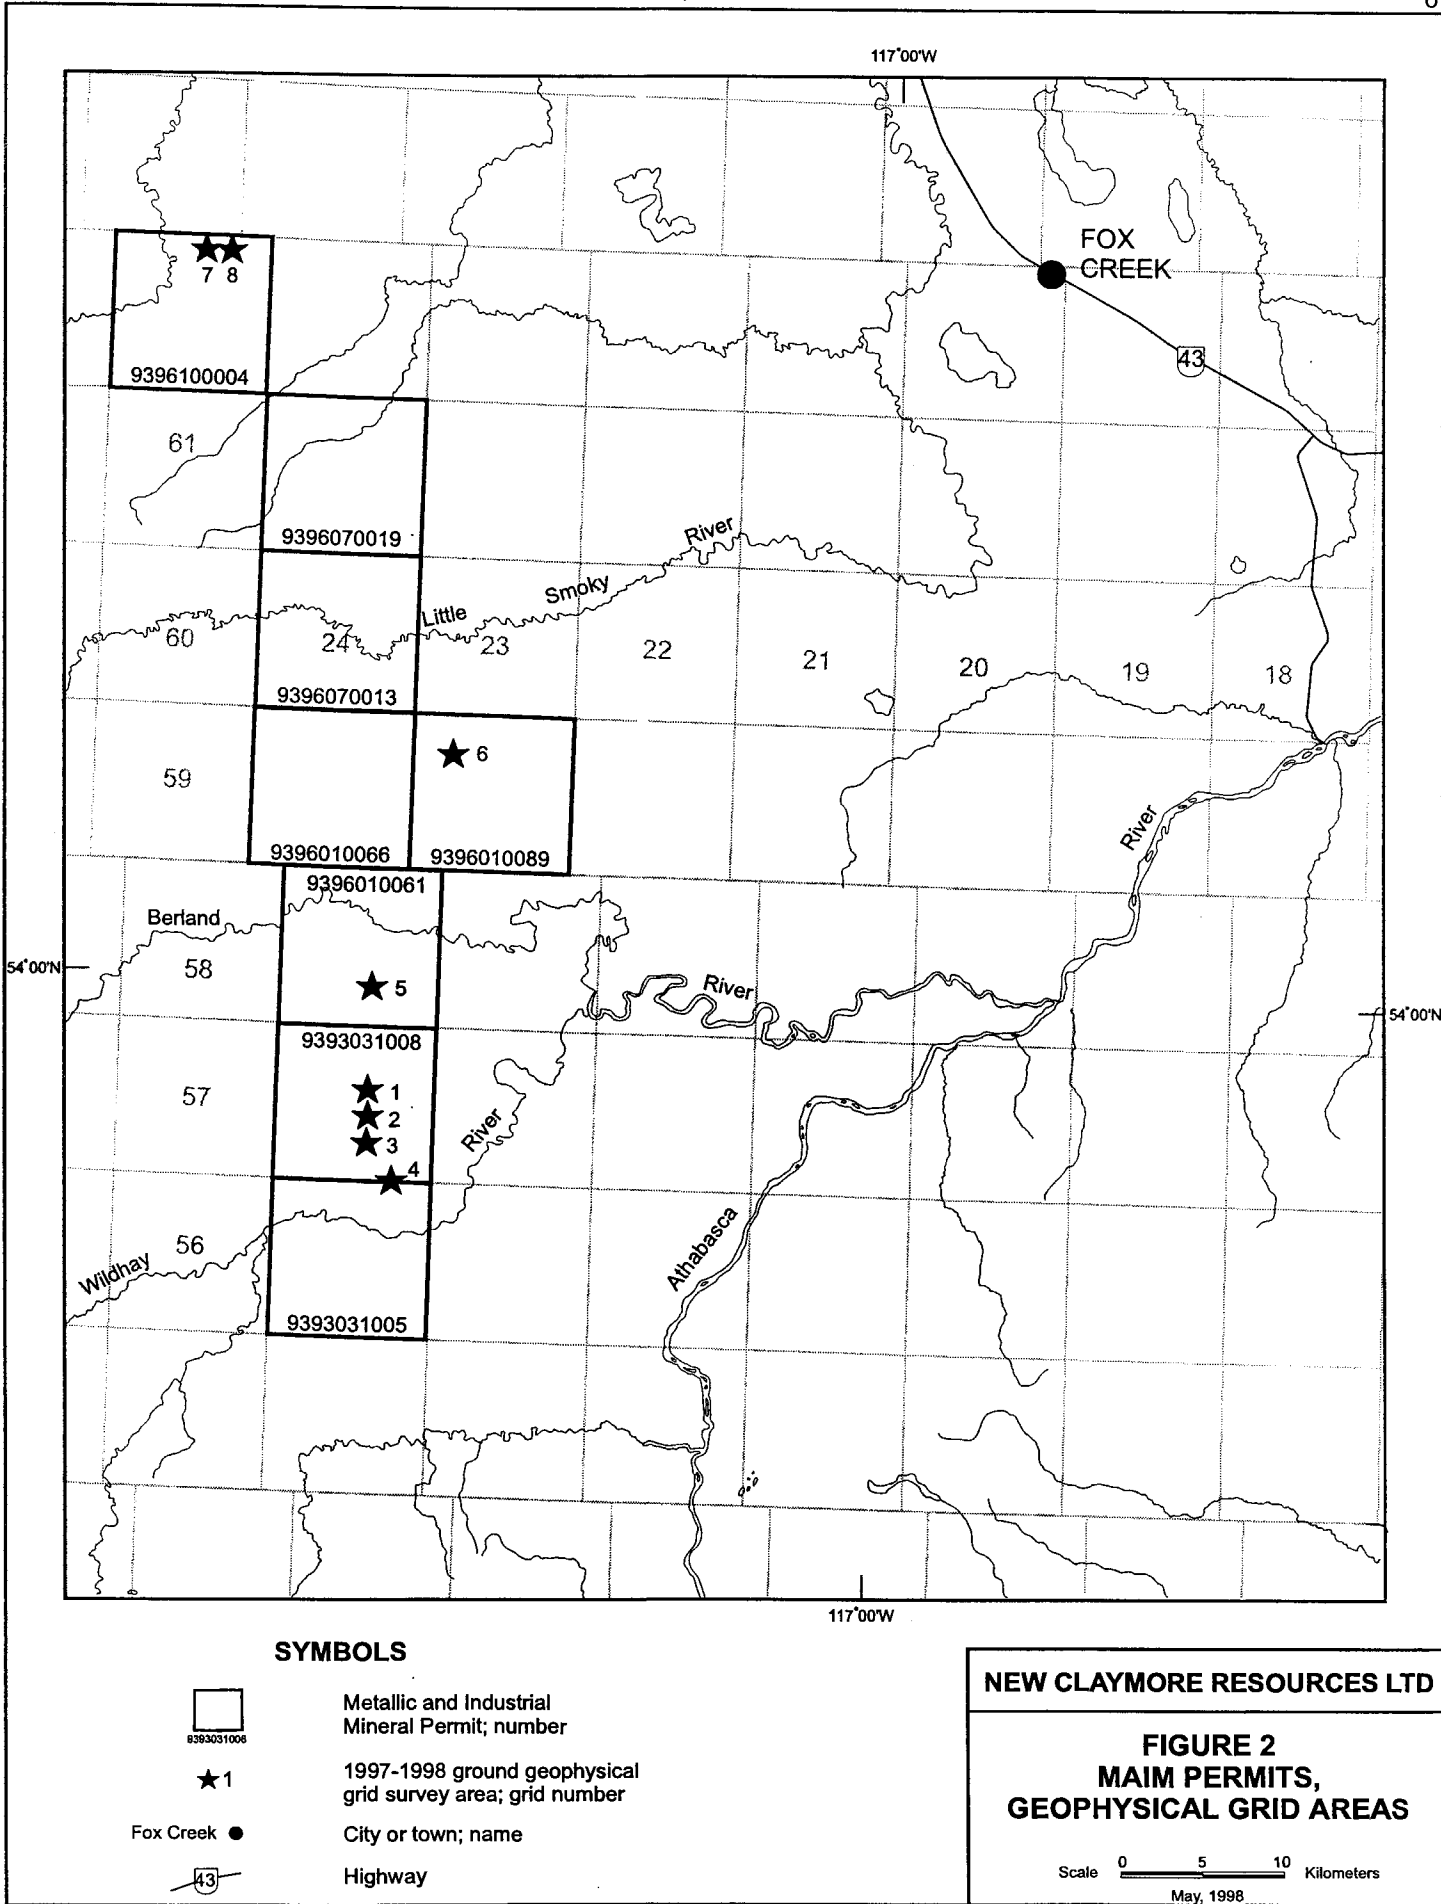 117°00'W
FOX
CREEK
7 8
43
9396100004
61
9396070019
River
Smoky
Little
60
24
23
22
21
20
19
18
9396070013
6
59
River
9396010066
9396010089
9396010061
Berland
58
54°00'N
5
River
54°00'N
9393031008
57
1
2
3
River
4
56
Wildhay
Athabasca
9393031005
117°00'W
SYMBOLS
Metallic and Industrial
Mineral Permit; number
9393031006
1
1997-1998 ground geophysical
grid survey area; grid number
Fox Creek
City or town; name
43
Highway
NEW CLAYMORE RESOURCES LTD
FIGURE 2
MAIM PERMITS,
GEOPHYSICAL GRID AREAS
Scale 0 5 10 Kilometers
May, 1998